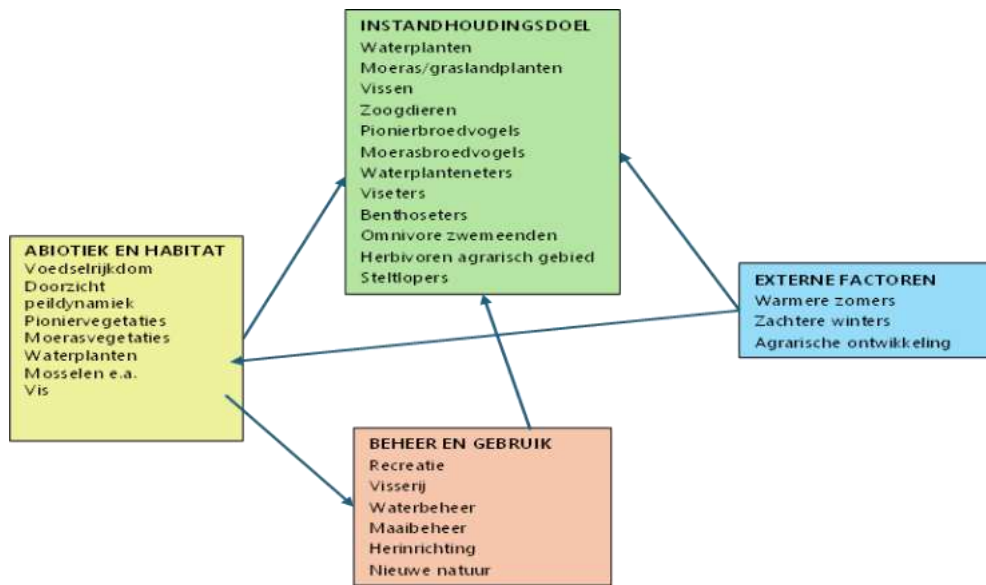 INSTANDHOUDINGSDOEL
Waterplanten
Moeras/graslandplanten
Vissen
Zoogdieren
Pionierbroedvogels
Moerasbroedvogels
Waterplanteneters
Viseters
Benthoseters
Omnivore zwemeenden
Herbivoren agrarisch gebied
Steltlopers
ABIOTIEK EN HABITAT
Voedselrijkdom
Doorzicht
peildynamiek
Pioniervegetaties
Moerasvegetaties
Waterplanten
Mosselen e.a.
Vis
EXTERNE FACTOREN
Warmere zomers
Zachtere winters
Agrarische ontwikkeling
BEHEER EN GEBRUIK
Recreatie
Visserij
Waterbeheer
Maaibeheer
Herinrichting
Nieuwe natuur